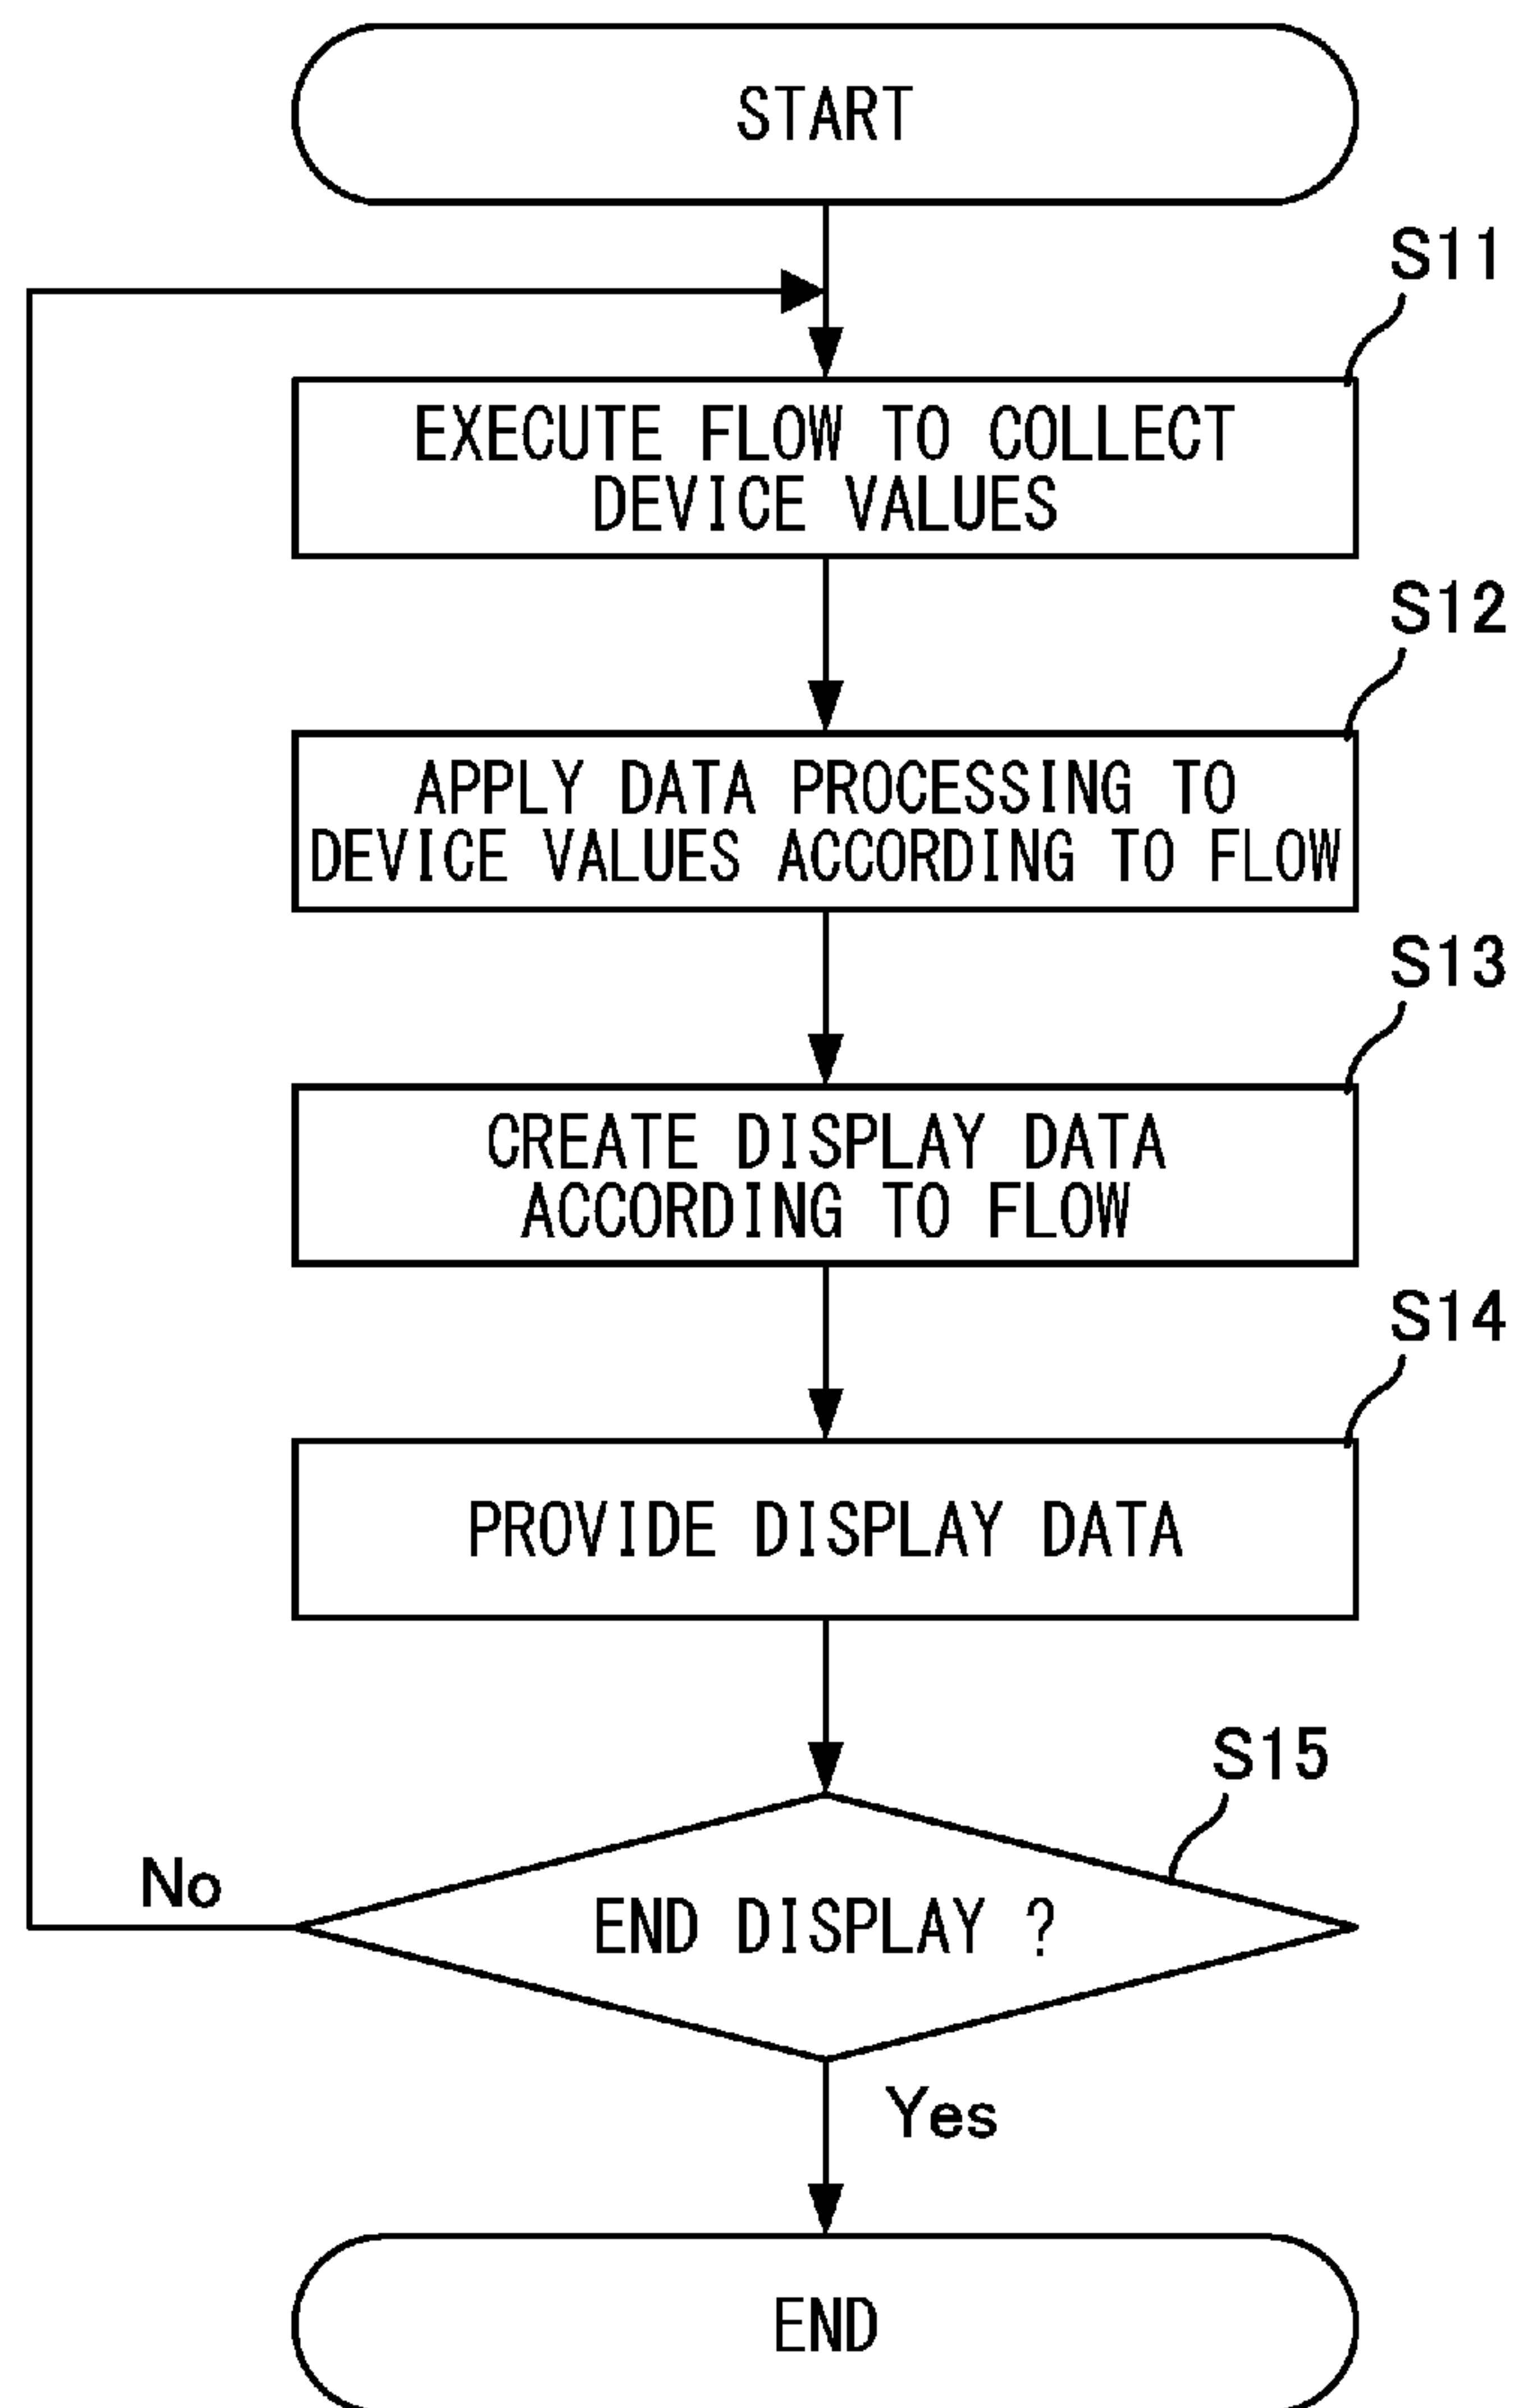 START
S11
EXECUTE FLOW TO COLLECT
DEVICE VALUES
S12
APPLY DATA PROCESSING TO
DEVICE VALUES ACCORDING TO FLOW
S13
CREATE DISPLAY DATA
ACCORDING TO FLOW
S14
PROVIDE DISPLAY DATA
S15
No
END DISPLAY ?
Yes
END